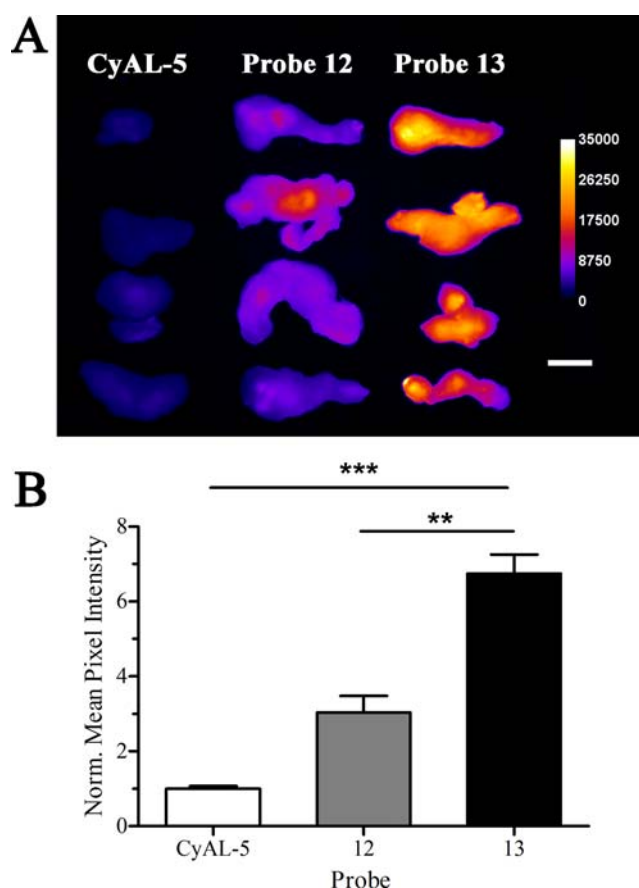 A
CyAL-5 Probe 12 Probe 13
35000
26250
17500
8750
0
B
***
**
8
6
4
2
0
Norm. Mean Pixel Intensity
CyAL-5 12 13
Probe